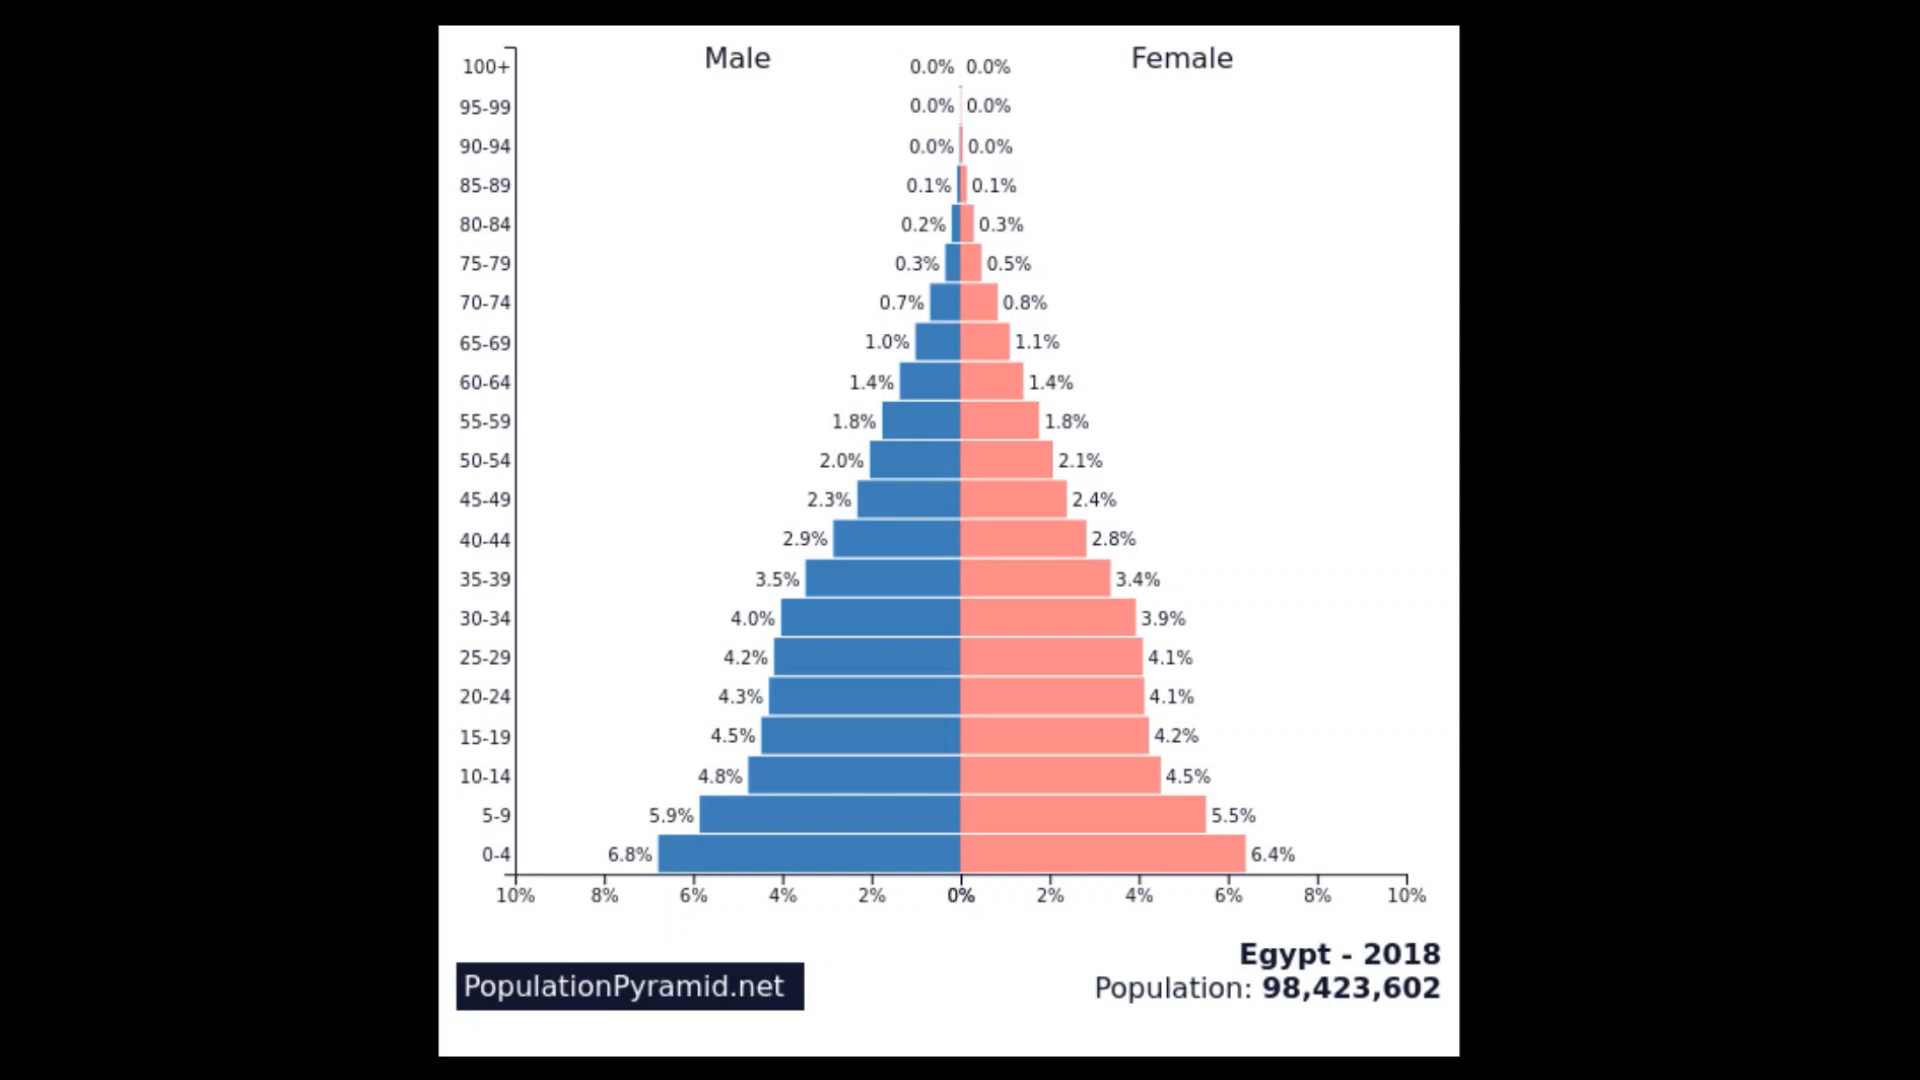 Male Female
100+ 0.0% 0.0%
95-99 0.0% 0.0%
90-94 0.0% 0.0%
85-89 0.1% 0.1%
80-84 0.2% 0.3%
75-79 0.3% 0.5%
70-74 0.7% 0.8%
65-69 1.0% 1.1%
60-64 1.4% 1.4%
55-59 1.8% 1.8%
50-54 2.0% 2.1%
45-49 2.3% 2.4%
40-44 2.9% 2.8%
35-39 3.5% 3.4%
30-34 4.0% 3.9%
25-29 4.2% 4.1%
20-24 4.3% 4.1%
15-19 4.5% 4.2%
10-14 4.8% 4.5%
5-9 5.9% 5.5%
0-4 6.8% 6.4%
10% 8% 6% 4% 2% 0% 2% 4% 6% 8% 10%
Egypt - 2018
PopulationPyramid.net Population: 98,423,602